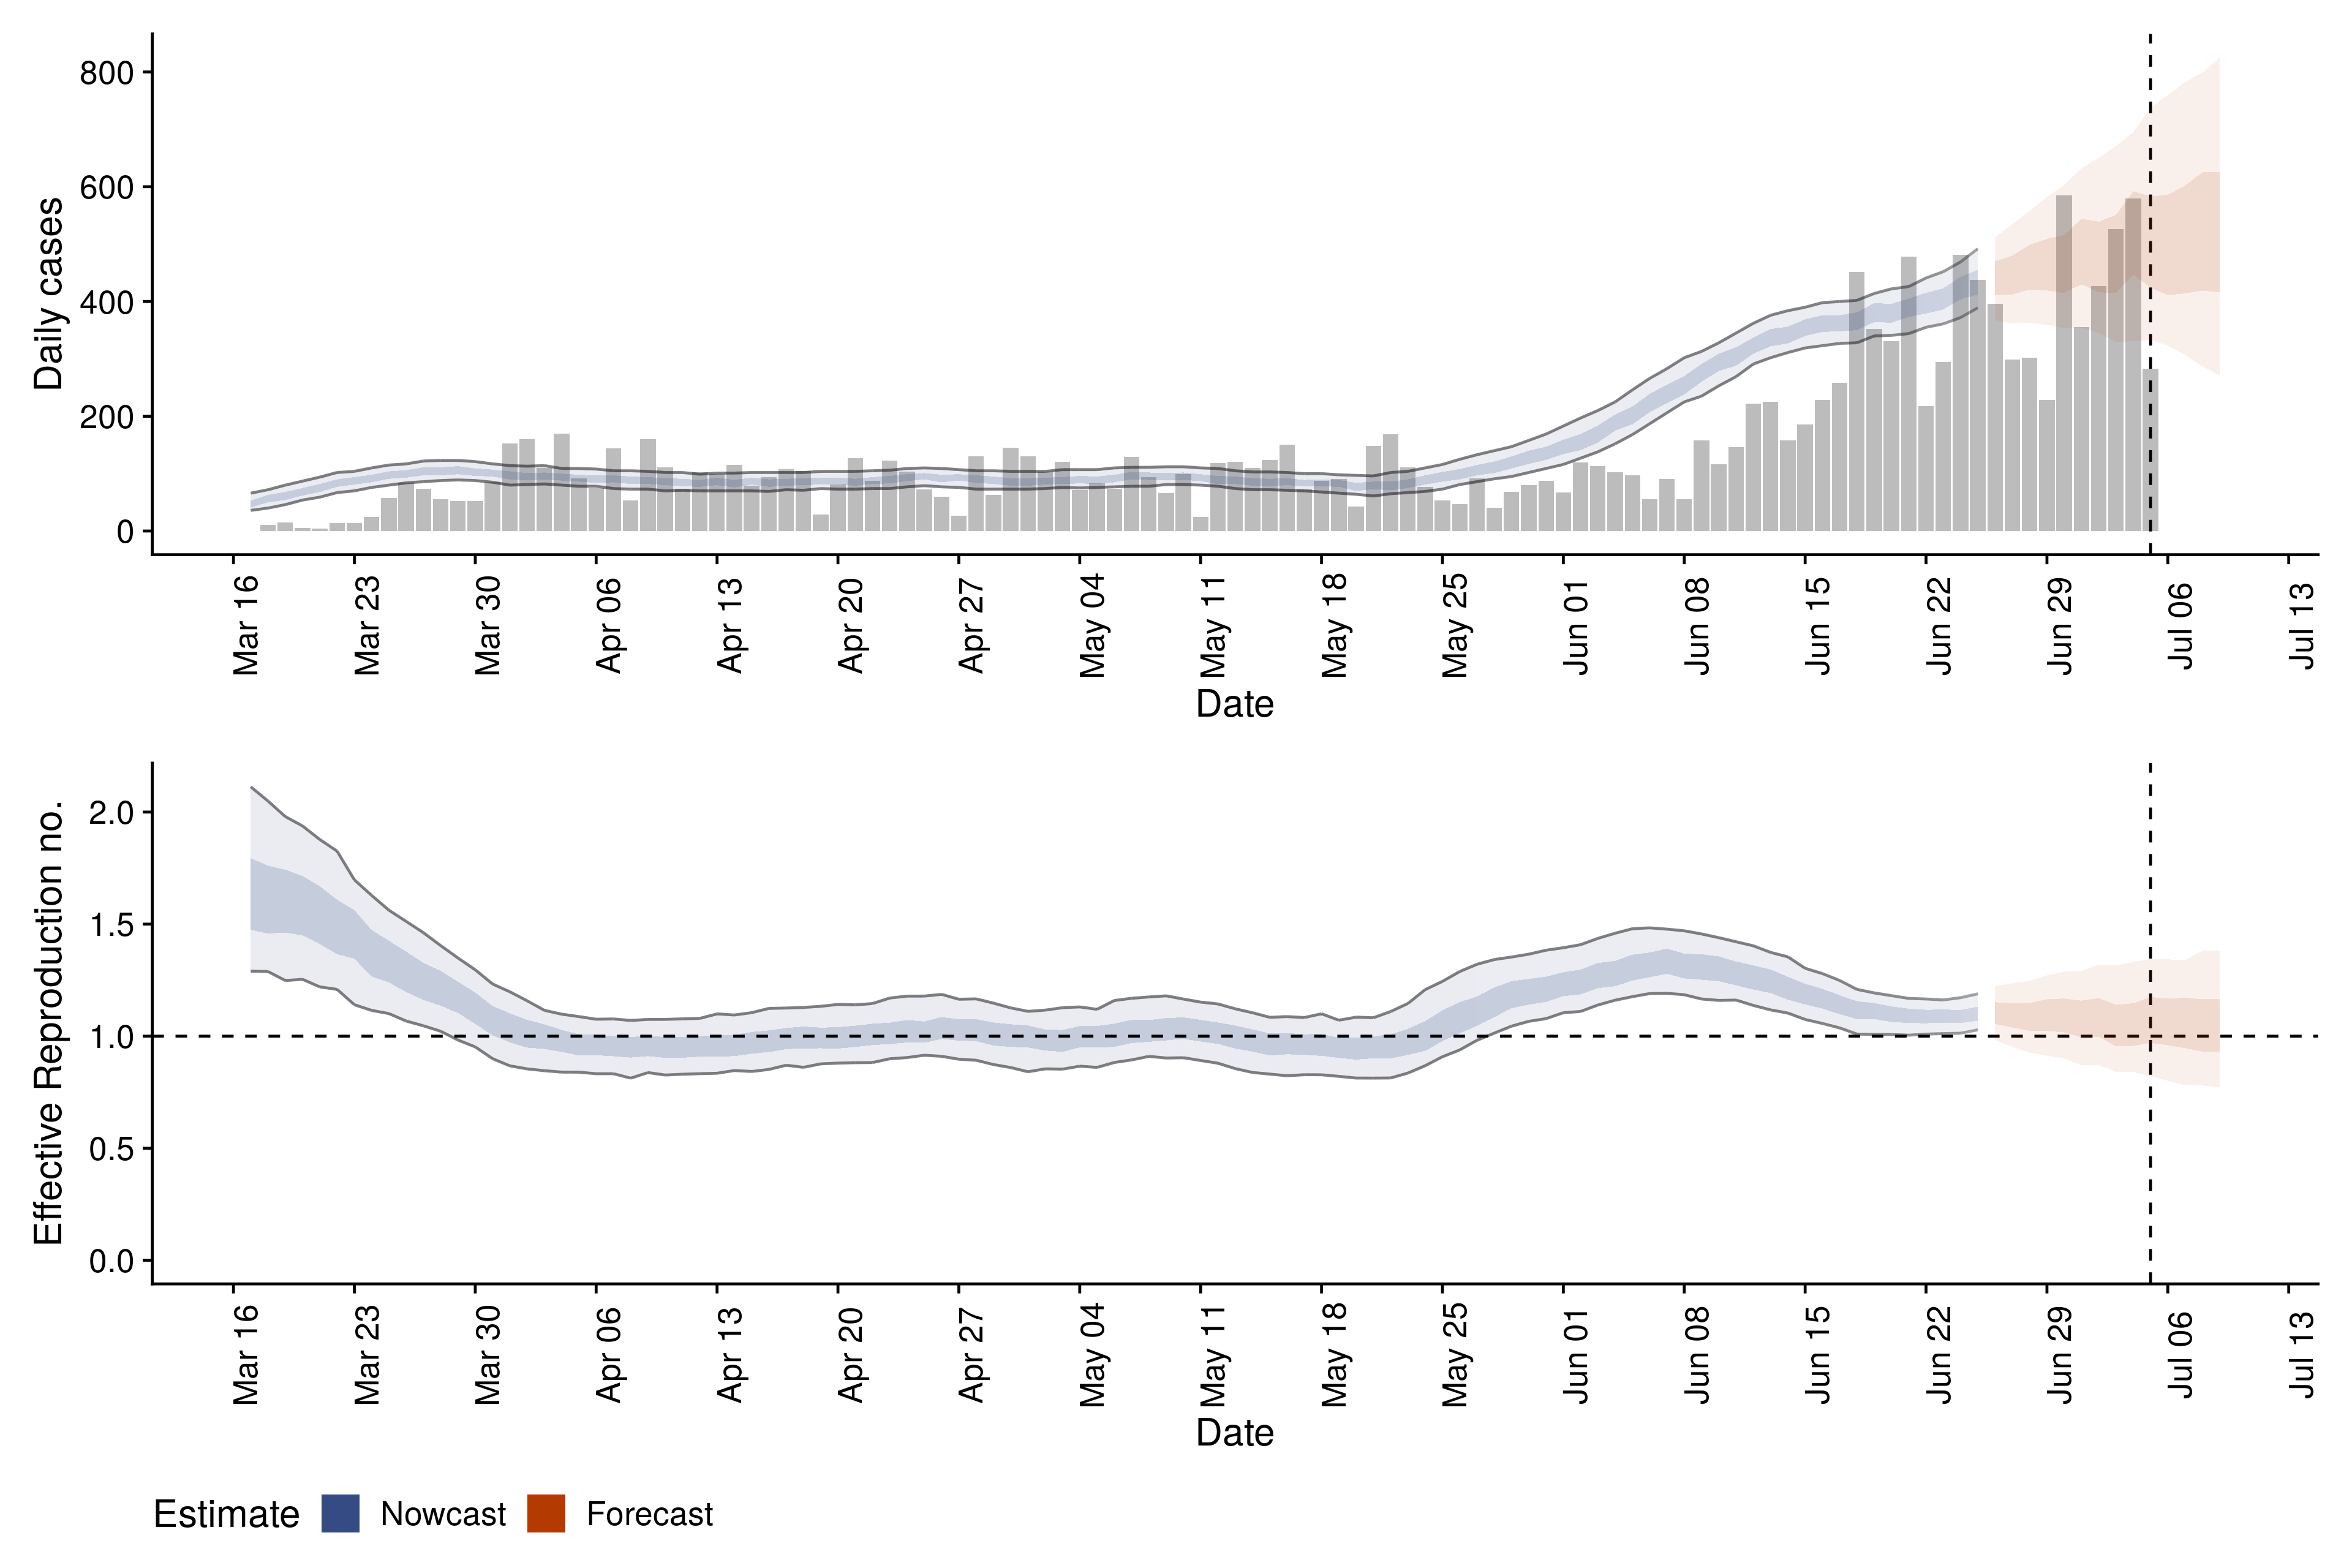 Daily cases
800
600
400
200
0
Mar 16
Mar 23
Mar 30
Apr 06
Apr 13
Apr 20
Apr 27
May 04
May 11
May 18
May 25
Jun 01
Jun 08
Jun 15
Jun 22
Jun 29
Jul 06
Jul 13
Date
Effective Reproduction no.
2.0
1.5
1.0
0.5
0.0
Mar 16
Mar 23
Mar 30
Apr 06
Apr 13
Apr 20
Apr 27
May 04
May 11
May 18
May 25
Jun 01
Jun 08
Jun 15
Jun 22
Jun 29
Jul 06
Jul 13
Date
Estimate Nowcast Forecast